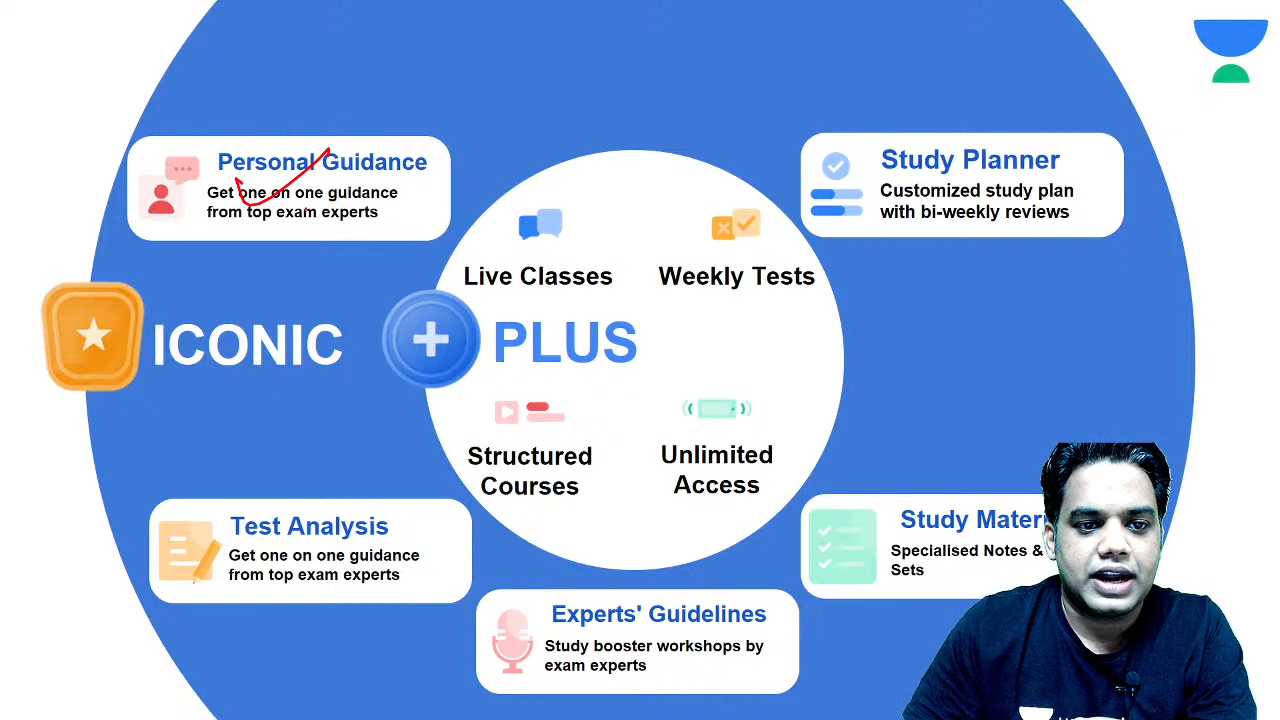 Personal Guidance
Get one on one guidance
from top exam experts
Study Planner
Customized study plan
with bi-weekly reviews
Live Classes
Weekly Tests
ICONIC
PLUS
Structured
Courses
Unlimited
Access
Test Analysis
Get one on one guidance
from top exam experts
Study
Specialised Notes &
Sets
Experts' Guidelines
Study booster workshops by
exam experts